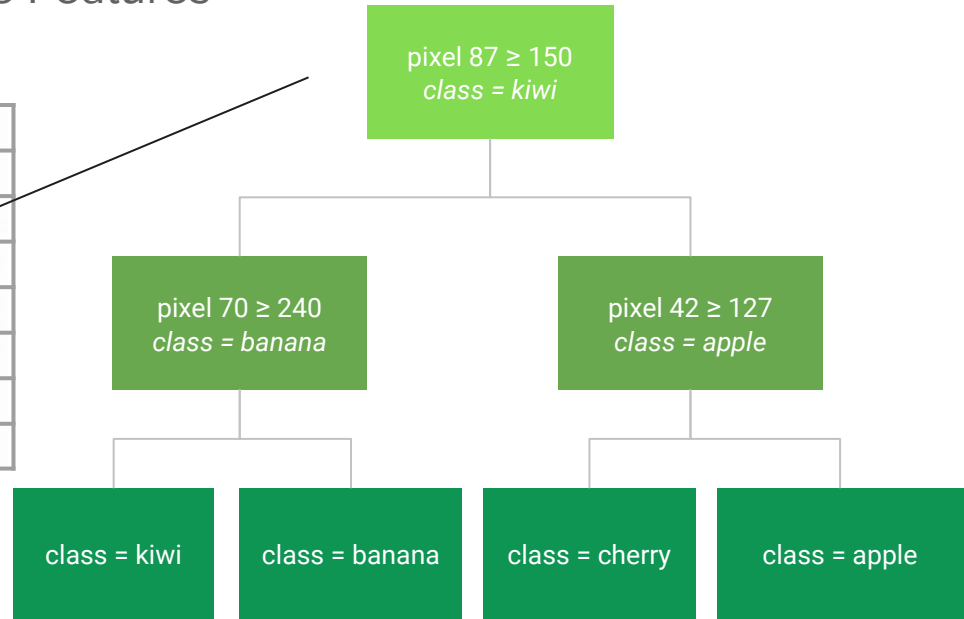 pixel 87 ≥ 150
class = kiwi
pixel 70 ≥ 240
class = banana
pixel 42 ≥ 127
class = apple
class = kiwi
class = banana
class = cherry
class = apple